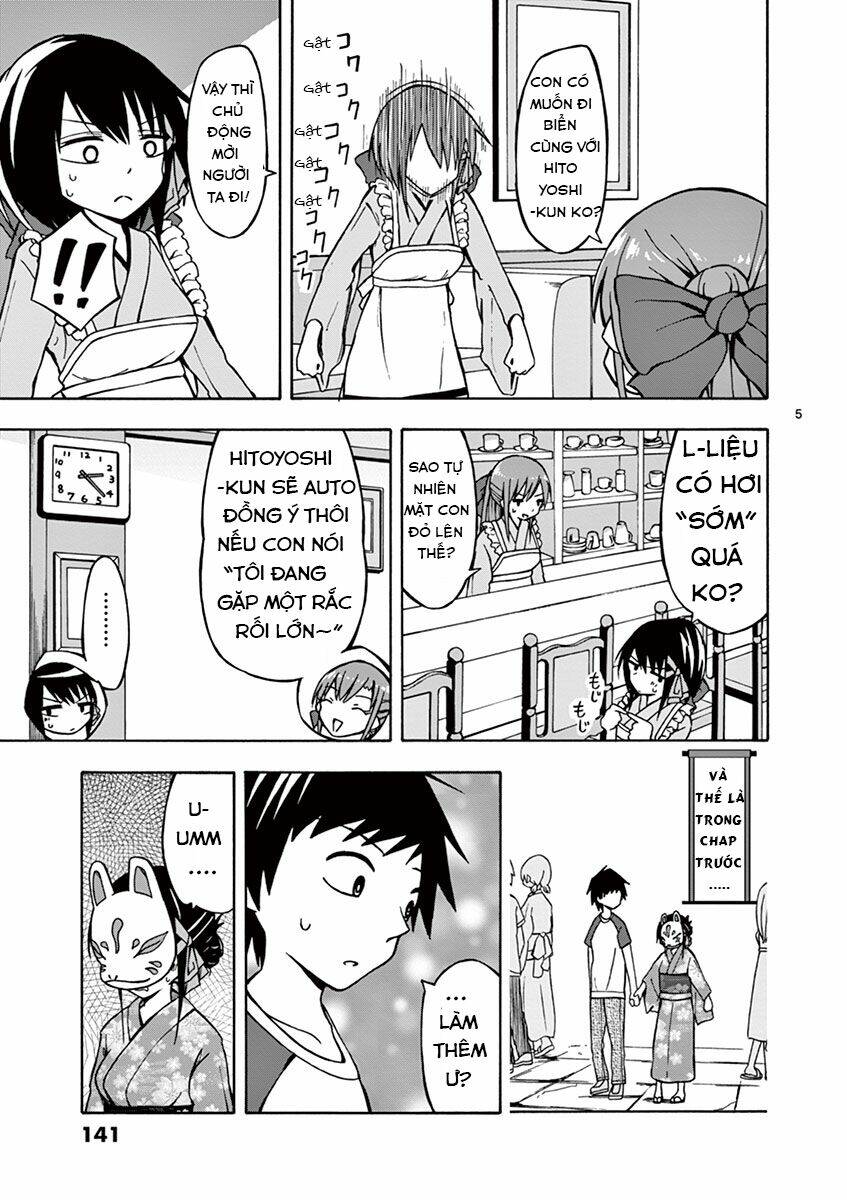 CON CÓ
MUỐN ĐI
BIỂN
CÙNG VỚI
HITO
YOSHI
-KUN KO?
Gật
コク
Gật
コク
Gật
コク
Gật
コク
Gật
コク
VẬY THÌ
CHỦ
ĐỘNG
MỜI
NGƯỜI
TA ĐI!
!!
5
L-LIỆU
CÓ HƠI
“SỚM”
QUÁ
KO?
SAO TỰ
NHIÊN
MẶT CON
ĐỎ LÊN
THẾ?
もじ
もじ
HITOYOSHI
-KUN SẼ AUTO
ĐỒNG Ý THÔI
NẾU CON NÓI
“TÔI ĐANG
GẶP MỘT RẮC
RỐI LỚN~”
........
VÀ
THẾ LÀ
TRONG
CHAP
TRƯỚC
.....
....
LÀM
THÊM
Ư?
U-
UMM
....
141